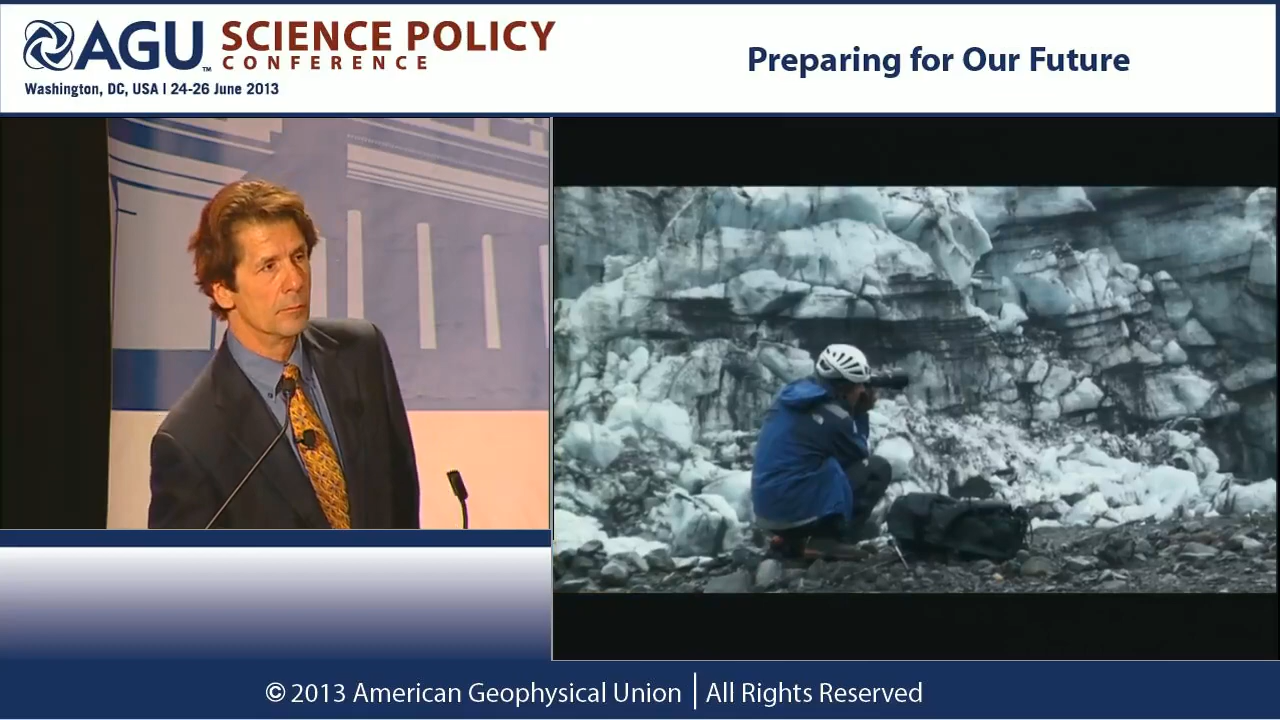 AGU™ SCIENCE POLICY
CONFERENCE
Washington, DC, USA | 24-26 June 2013
Preparing for Our Future
© 2013 American Geophysical Union | All Rights Reserved